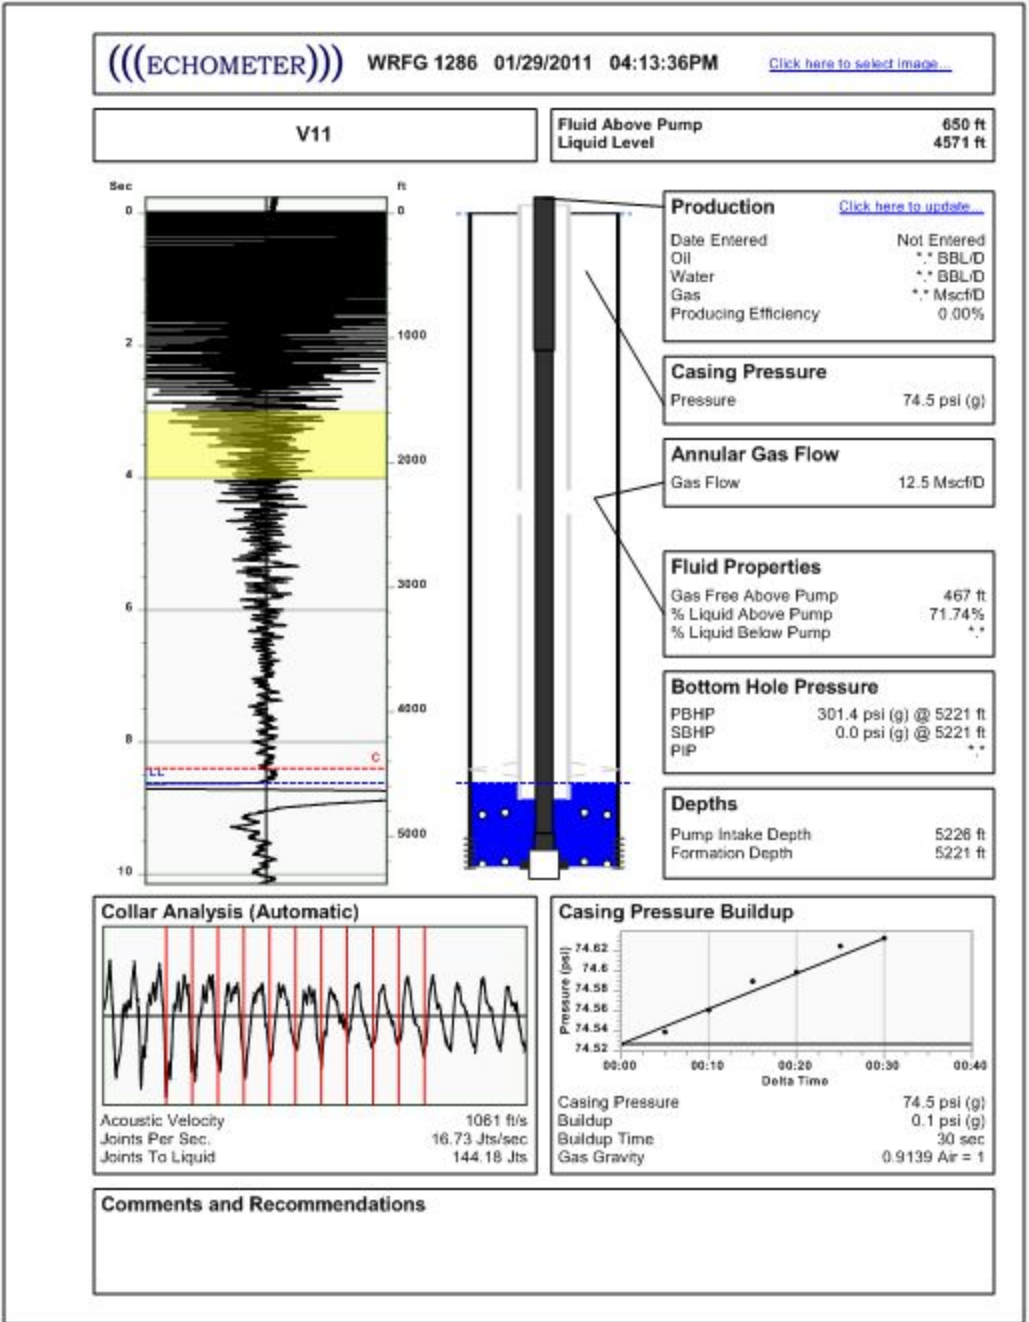 (((ECHOMETER))) WRFG 1286 01/29/2011 04:13:36PM Click here to select image...
V11
Fluid Above Pump 650 ft
Liquid Level 4571 ft
Sec ft
0 0
1000
2
2000
4
3000
6
4000
8
C
LL
5000
10
Production Click here to update...
Date Entered Not Entered
Oil *.* BBL/D
Water *.* BBL/D
Gas *.* Mscf/D
Producing Efficiency 0.00%
Casing Pressure
Pressure 74.5 psi (g)
Annular Gas Flow
Gas Flow 12.5 Mscf/D
Fluid Properties
Gas Free Above Pump 467 ft
% Liquid Above Pump 71.74%
% Liquid Below Pump *.*
Bottom Hole Pressure
PBHP 301.4 psi (g) @ 5221 ft
SBHP 0.0 psi (g) @ 5221 ft
PIP *.*
Depths
Pump Intake Depth 5226 ft
Formation Depth 5221 ft
Collar Analysis (Automatic)
Acoustic Velocity 1061 ft/s
Joints Per Sec. 16.73 Jts/sec
Joints To Liquid 144.18 Jts
Casing Pressure Buildup
Pressure (psi)
74.62
74.6
74.58
74.56
74.54
74.52
00:00 00:10 00:20 00:30 00:40
Delta Time
Casing Pressure 74.5 psi (g)
Buildup 0.1 psi (g)
Buildup Time 30 sec
Gas Gravity 0.9139 Air = 1
Comments and Recommendations